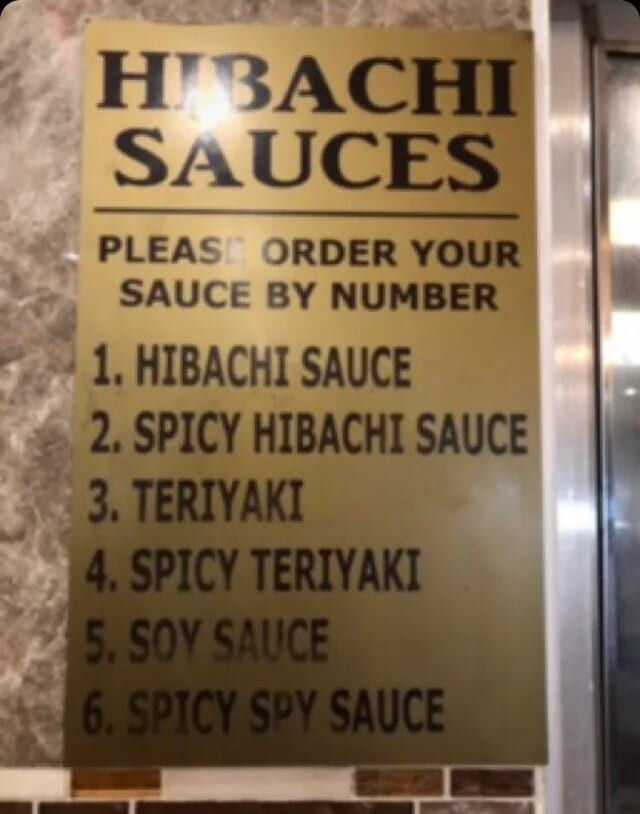 HIBACHI
SAUCES
PLEASE ORDER YOUR
SAUCE BY NUMBER
1. HIBACHI SAUCE
2. SPICY HIBACHI SAUCE
3. TERIYAKI
4. SPICY TERIYAKI
5. SOY SAUCE
6. SPICY SPY SAUCE